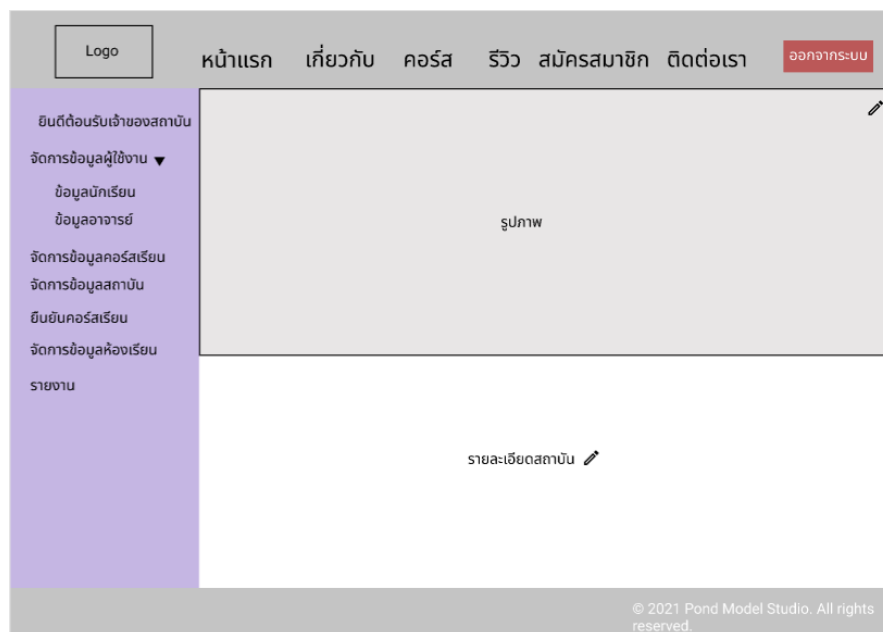 Logo
หน้าแรก เกี่ยวกับ คอร์ส รีวิว สมัครสมาชิก ติดต่อเรา ออกจากระบบ
ยินดีต้อนรับเจ้าของสถาบัน
จัดการข้อมูลผู้ใช้งาน
ข้อมูลนักเรียน
ข้อมูลอาจารย์
จัดการข้อมูลคอร์สเรียน
จัดการข้อมูลสถาบัน
ยืนยันคอร์สเรียน
จัดการข้อมูลห้องเรียน
รายงาน
รูปภาพ
รายละเอียดสถาบัน
© 2021 Pond Model Studio. All rights
reserved.